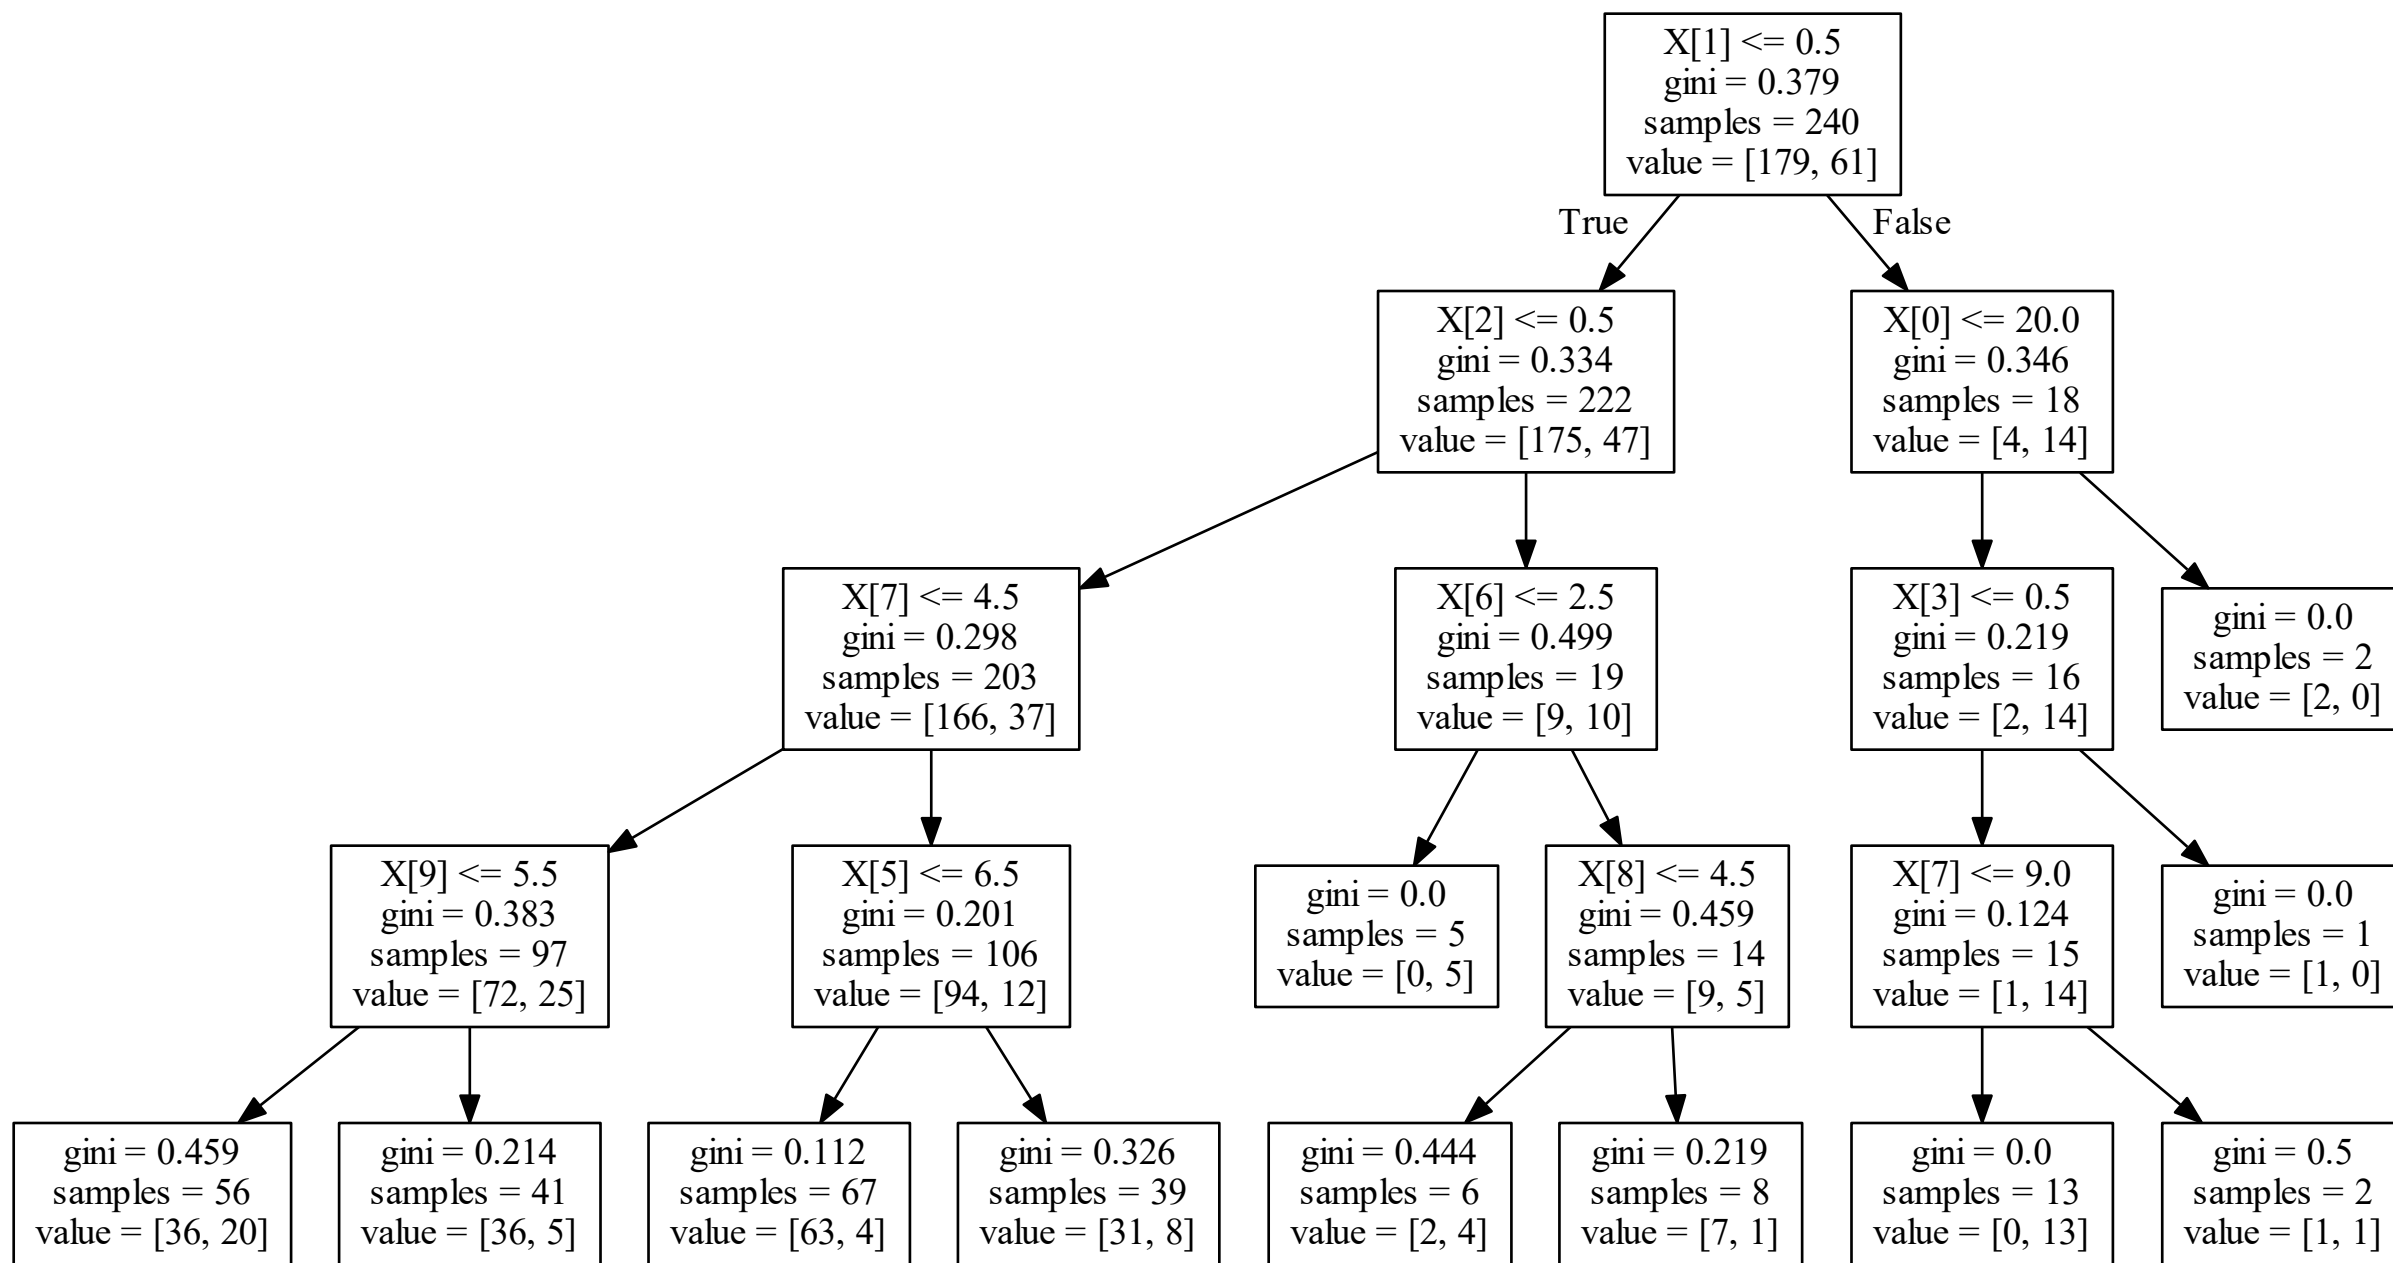 X[1] <= 0.5
gini = 0.379
samples = 240
value = [179, 61]
True
False
X[2] <= 0.5
gini = 0.334
samples = 222
value = [175, 47]
X[0] <= 20.0
gini = 0.346
samples = 18
value = [4, 14]
X[7] <= 4.5
gini = 0.298
samples = 203
value = [166, 37]
X[6] <= 2.5
gini = 0.499
samples = 19
value = [9, 10]
X[3] <= 0.5
gini = 0.219
samples = 16
value = [2, 14]
gini = 0.0
samples = 2
value = [2, 0]
X[9] <= 5.5
gini = 0.383
samples = 97
value = [72, 25]
X[5] <= 6.5
gini = 0.201
samples = 106
value = [94, 12]
gini = 0.0
samples = 5
value = [0, 5]
X[8] <= 4.5
gini = 0.459
samples = 14
value = [9, 5]
X[7] <= 9.0
gini = 0.124
samples = 15
value = [1, 14]
gini = 0.0
samples = 1
value = [1, 0]
gini = 0.459
samples = 56
value = [36, 20]
gini = 0.214
samples = 41
value = [36, 5]
gini = 0.112
samples = 67
value = [63, 4]
gini = 0.326
samples = 39
value = [31, 8]
gini = 0.444
samples = 6
value = [2, 4]
gini = 0.219
samples = 8
value = [7, 1]
gini = 0.0
samples = 13
value = [0, 13]
gini = 0.5
samples = 2
value = [1, 1]